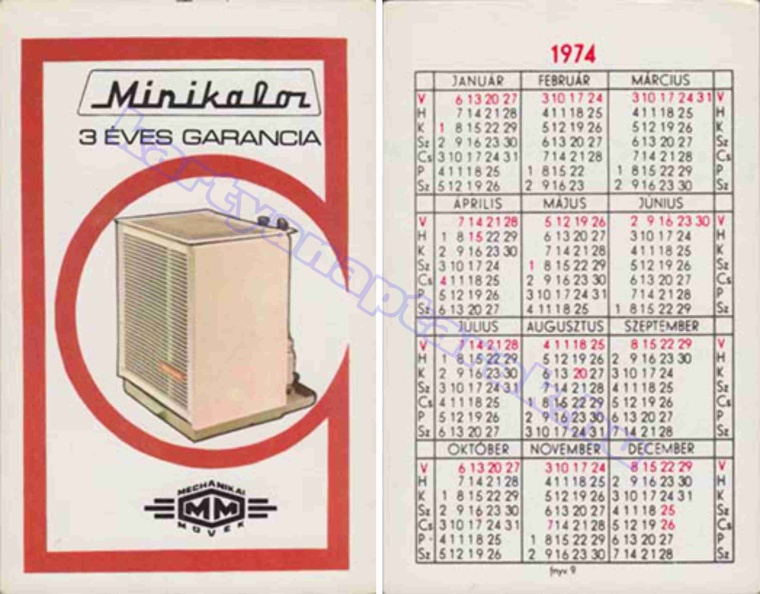 Minikalor
3 ÉVES GARANCIA
MECHANIKAI
MM
MŰVEK
1974
JANUÁR FEBRUÁR MÁRCIUS
V 6 13 20 27 3 10 17 24 3 10 17 24 31 V
H 7 14 21 28 4 11 18 25 4 11 18 25 H
K 1 8 15 22 29 5 12 19 26 5 12 19 26 K
Sz 2 9 16 23 30 6 13 20 27 6 13 20 27 Sz
Cs 3 10 17 24 31 7 14 21 28 7 14 21 28 Cs
P 4 11 18 25 1 8 15 22 1 8 15 22 29 P
Sz 5 12 19 26 2 9 16 23 2 9 16 23 30 Sz
ÁPRILIS MÁJUS JÚNIUS
V 7 14 21 28 5 12 19 26 2 9 16 23 30 V
H 1 8 15 22 29 6 13 20 27 3 10 17 24 H
K 2 9 16 23 30 7 14 21 28 4 11 18 25 K
Sz 3 10 17 24 1 8 15 22 29 5 12 19 26 Sz
Cs 4 11 18 25 2 9 16 23 30 6 13 20 27 Cs
P 5 12 19 26 3 10 17 24 31 7 14 21 28 P
Sz 6 13 20 27 4 11 18 25 1 8 15 22 29 Sz
JÚLIUS AUGUSZTUS SZEPTEMBER
V 7 14 21 28 4 11 18 25 8 15 22 29 V
H 1 8 15 22 29 5 12 19 26 2 9 16 23 30 H
K 2 9 16 23 30 6 13 20 27 3 10 17 24 K
Sz 3 10 17 24 31 7 14 21 28 4 11 18 25 Sz
Cs 4 11 18 25 1 8 15 22 29 5 12 19 26 Cs
P 5 12 19 26 2 9 16 23 30 6 13 20 27 P
Sz 6 13 20 27 3 10 17 24 31 7 14 21 28 Sz
OKTÓBER NOVEMBER DECEMBER
V 6 13 20 27 3 10 17 24 8 15 22 29 V
H 7 14 21 28 4 11 18 25 2 9 16 23 30 H
K 1 8 15 22 29 5 12 19 26 3 10 17 24 31 K
Sz 2 9 16 23 30 6 13 20 27 4 11 18 25 Sz
Cs 3 10 17 24 31 7 14 21 28 5 12 19 26 Cs
P 4 11 18 25 1 8 15 22 29 6 13 20 27 P
Sz 5 12 19 26 2 9 16 23 30 7 14 21 28 Sz
fnyv. 9